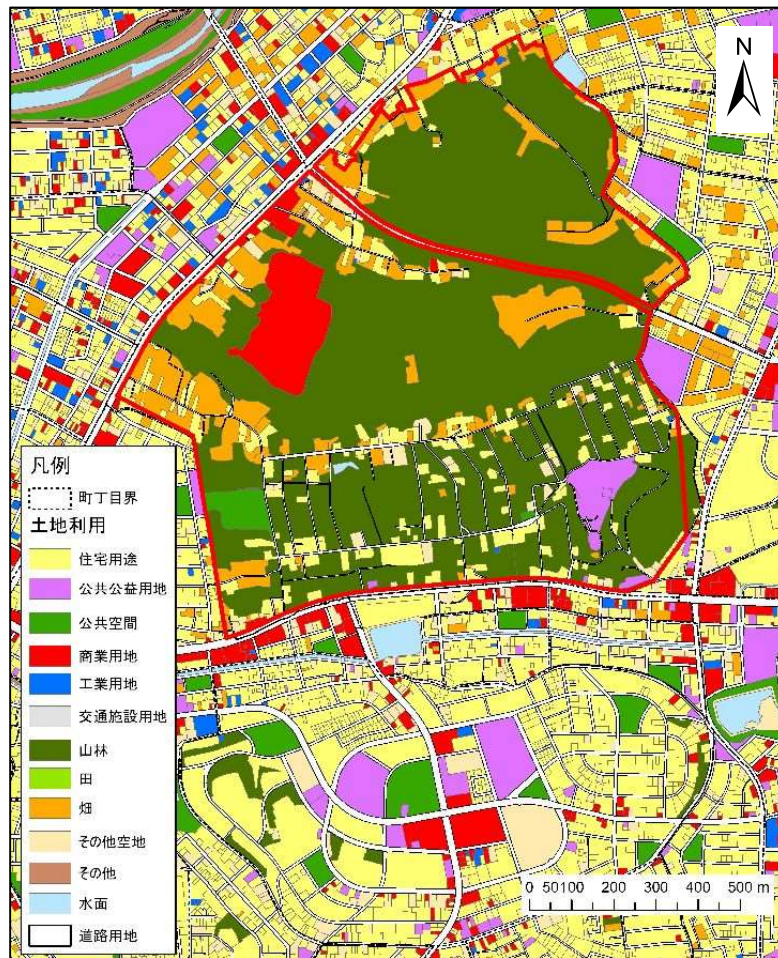 N
凡例
町丁目界
土地利用
住宅用途
公共公益用地
公共空間
商業用地
工業用地
交通施設用地
山林
田
畑
その他空地
その他
水面
道路用地
0 50100 200 300 400 500 m